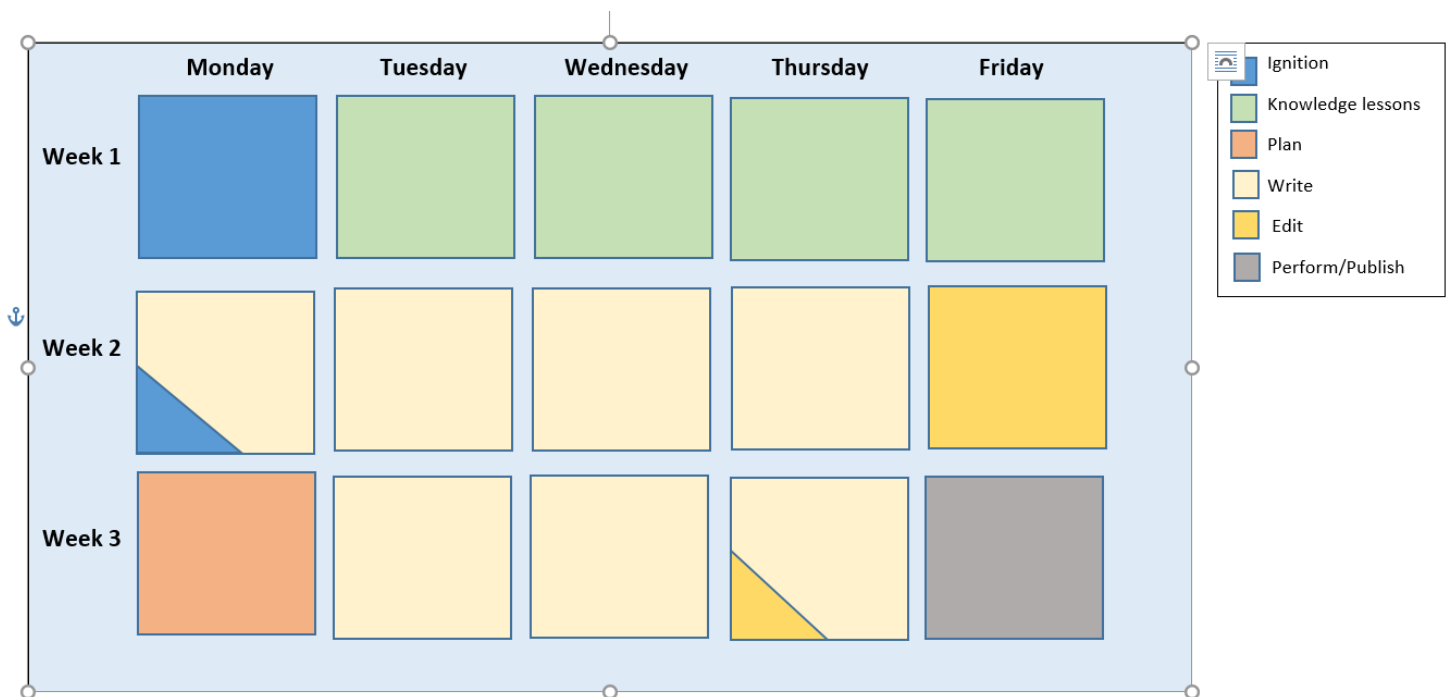 Monday Tuesday Wednesday Thursday Friday
Week 1
Week 2
Week 3
Ignition
Knowledge lessons
Plan
Write
Edit
Perform/Publish